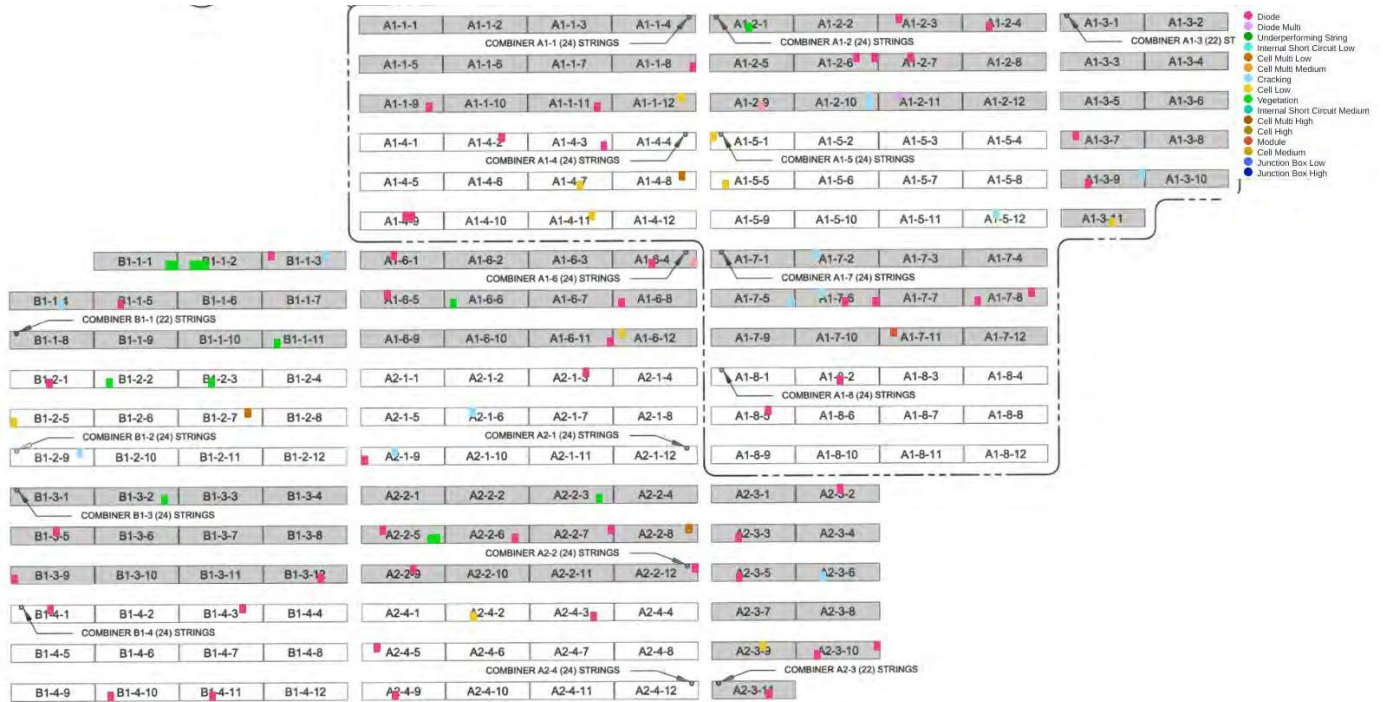 A1-1-1 A1-1-2 A1-1-3 A1-1-4 A1-2-1 A1-2-2 A1-2-3 A1-2-4 A1-3-1 A1-3-2
COMBINER A1-1 (24) STRINGS COMBINER A1-2 (24) STRINGS COMBINER A1-3 (22) ST
A1-1-5 A1-1-6 A1-1-7 A1-1-8 A1-2-5 A1-2-6 A1-2-7 A1-2-8 A1-3-3 A1-3-4
A1-1-9 A1-1-10 A1-1-11 A1-1-12 A1-2-9 A1-2-10 A1-2-11 A1-2-12 A1-3-5 A1-3-6
A1-4-1 A1-4-2 A1-4-3 A1-4-4 A1-5-1 A1-5-2 A1-5-3 A1-5-4 A1-3-7 A1-3-8
COMBINER A1-4 (24) STRINGS COMBINER A1-5 (24) STRINGS
A1-4-5 A1-4-6 A1-4-7 A1-4-8 A1-5-5 A1-5-6 A1-5-7 A1-5-8 A1-3-9 A1-3-10
A1-4-9 A1-4-10 A1-4-11 A1-4-12 A1-5-9 A1-5-10 A1-5-11 A1-5-12 A1-3-11
B1-1-1 B1-1-2 B1-1-3 A1-6-1 A1-6-2 A1-6-3 A1-6-4 A1-7-1 A1-7-2 A1-7-3 A1-7-4
COMBINER A1-6 (24) STRINGS COMBINER A1-7 (24) STRINGS
B1-1-4 B1-1-5 B1-1-6 B1-1-7 A1-6-5 A1-6-6 A1-6-7 A1-6-8 A1-7-5 A1-7-6 A1-7-7 A1-7-8
COMBINER B1-1 (22) STRINGS
B1-1-8 B1-1-9 B1-1-10 B1-1-11 A1-6-9 A1-6-10 A1-6-11 A1-6-12 A1-7-9 A1-7-10 A1-7-11 A1-7-12
B1-2-1 B1-2-2 B1-2-3 B1-2-4 A2-1-1 A2-1-2 A2-1-3 A2-1-4 A1-8-1 A1-8-2 A1-8-3 A1-8-4
COMBINER A1-8 (24) STRINGS
B1-2-5 B1-2-6 B1-2-7 B1-2-8 A2-1-5 A2-1-6 A2-1-7 A2-1-8 A1-8-5 A1-8-6 A1-8-7 A1-8-8
COMBINER B1-2 (24) STRINGS COMBINER A2-1 (24) STRINGS
B1-2-9 B1-2-10 B1-2-11 B1-2-12 A2-1-9 A2-1-10 A2-1-11 A2-1-12 A1-8-9 A1-8-10 A1-8-11 A1-8-12
B1-3-1 B1-3-2 B1-3-3 B1-3-4 A2-2-1 A2-2-2 A2-2-3 A2-2-4 A2-3-1 A2-3-2
COMBINER B1-3 (24) STRINGS
B1-3-5 B1-3-6 B1-3-7 B1-3-8 A2-2-5 A2-2-6 A2-2-7 A2-2-8 A2-3-3 A2-3-4
COMBINER A2-2 (24) STRINGS
B1-3-9 B1-3-10 B1-3-11 B1-3-12 A2-2-9 A2-2-10 A2-2-11 A2-2-12 A2-3-5 A2-3-6
B1-4-1 B1-4-2 B1-4-3 B1-4-4 A2-4-1 A2-4-2 A2-4-3 A2-4-4 A2-3-7 A2-3-8
COMBINER B1-4 (24) STRINGS
B1-4-5 B1-4-6 B1-4-7 B1-4-8 A2-4-5 A2-4-6 A2-4-7 A2-4-8 A2-3-9 A2-3-10
COMBINER A2-4 (24) STRINGS COMBINER A2-3 (22) STRINGS
B1-4-9 B1-4-10 B1-4-11 B1-4-12 A2-4-9 A2-4-10 A2-4-11 A2-4-12 A2-3-11
Diode
Diode Multi
Underperforming String
Internal Short Circuit Low
Cell Multi Low
Cell Multi Medium
Cracking
Cell Low
Vegetation
Internal Short Circuit Medium
Cell Multi High
Cell High
Module
Cell Medium
Junction Box Low
Junction Box High